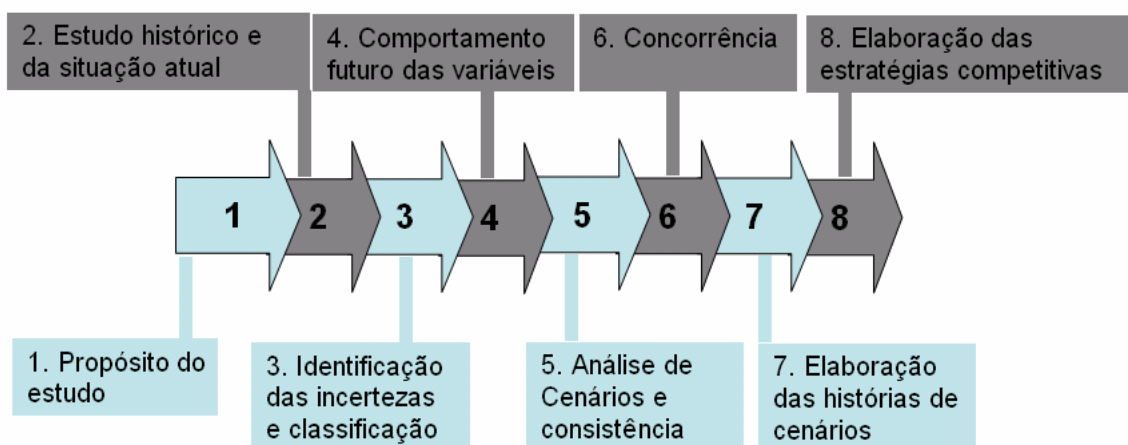 2. Estudo histórico e
da situação atual
4. Comportamento
futuro das variáveis
6. Concorrência
8. Elaboração das
estratégias competitivas
1
2
3
4
5
6
7
8
1. Propósito do
estudo
3. Identificação
das incertezas
e classificação
5. Análise de
Cenários e
consistência
7. Elaboração
das histórias de
cenários